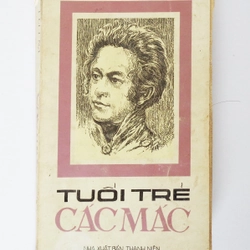 TUỔI TRẺ
CÁC MÁC
NHÀ XUẤT BẢN THANH NIÊN